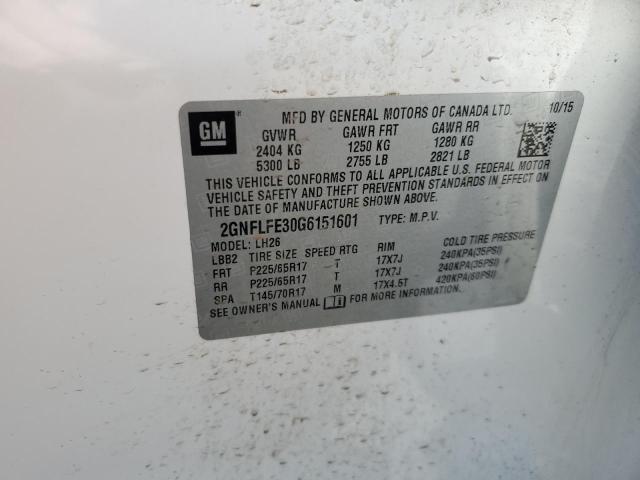 GM
MFD BY GENERAL MOTORS OF CANADA LTD. 10/15
GVWR GAWR FRT GAWR RR
2404 KG 1250 KG 1280 KG
5300 LB 2755 LB 2821 LB
THIS VEHICLE CONFORMS TO ALL APPLICABLE U.S. FEDERAL MOTOR
VEHICLE SAFETY AND THEFT PREVENTION STANDARDS IN EFFECT ON
THE DATE OF MANUFACTURE SHOWN ABOVE.
2GNFLFE30G6151601 TYPE: M.P.V.
MODEL: LH26
LBB2 TIRE SIZE SPEED RTG RIM COLD TIRE PRESSURE
FRT P225/65R17 T 17X7J 240KPA(35PSI)
RR P225/65R17 T 17X7J 240KPA(35PSI)
SPA T145/70R17 M 17X4.5T 420KPA(60PSI)
SEE OWNER'S MANUAL FOR MORE INFORMATION.